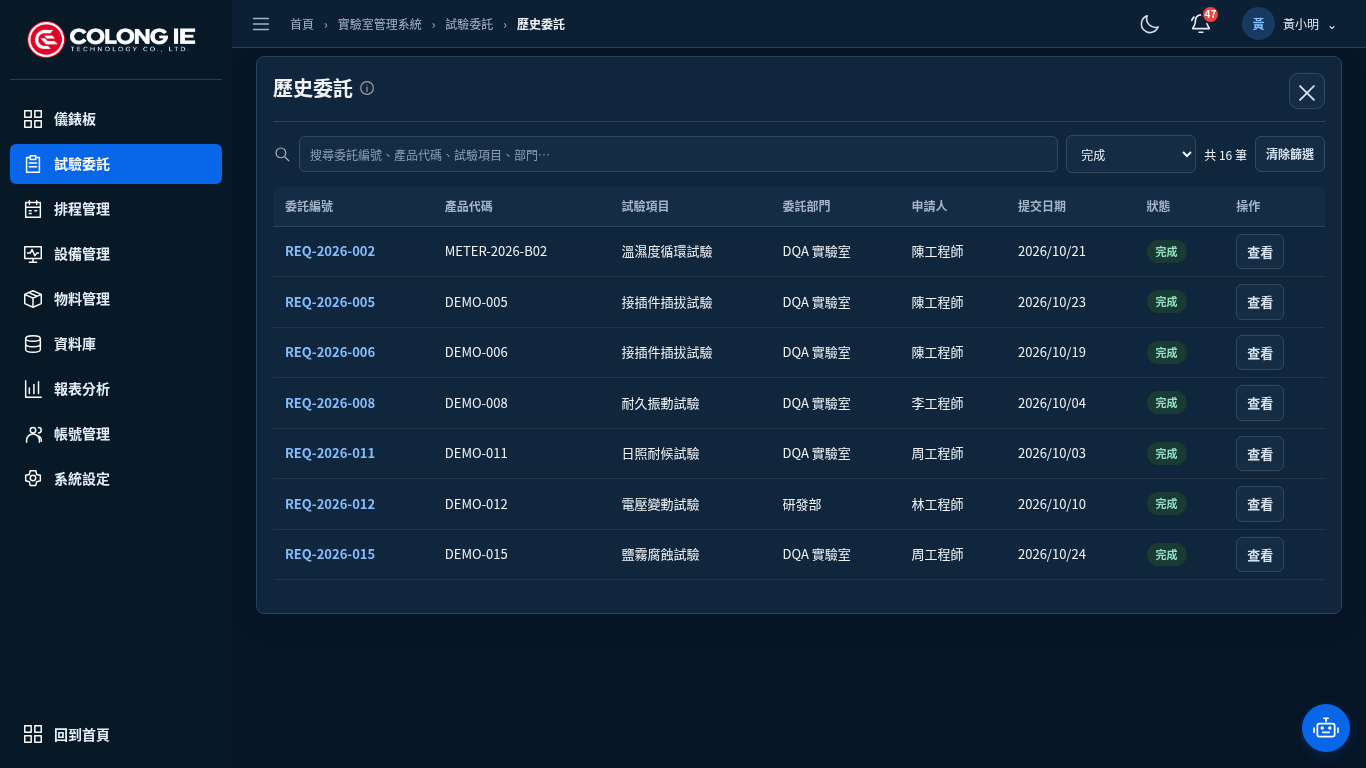 COLONG IE
TECHNOLOGY CO., LTD.
儀錶板
試驗委託
排程管理
設備管理
物料管理
資料庫
報表分析
帳號管理
系統設定
回到首頁
首頁 › 實驗室管理系統 › 試驗委託 › 歷史委託
47
黃 黃小明
歷史委託
搜尋委託編號、產品代碼、試驗項目、部門…
完成
共 16 筆
清除篩選
委託編號 產品代碼 試驗項目 委託部門 申請人 提交日期 狀態 操作
REQ-2026-002 METER-2026-B02 溫濕度循環試驗 DQA 實驗室 陳工程師 2026/10/21 完成 查看
REQ-2026-005 DEMO-005 接插件插拔試驗 DQA 實驗室 陳工程師 2026/10/23 完成 查看
REQ-2026-006 DEMO-006 接插件插拔試驗 DQA 實驗室 陳工程師 2026/10/19 完成 查看
REQ-2026-008 DEMO-008 耐久振動試驗 DQA 實驗室 李工程師 2026/10/04 完成 查看
REQ-2026-011 DEMO-011 日照耐候試驗 DQA 實驗室 周工程師 2026/10/03 完成 查看
REQ-2026-012 DEMO-012 電壓變動試驗 研發部 林工程師 2026/10/10 完成 查看
REQ-2026-015 DEMO-015 鹽霧腐蝕試驗 DQA 實驗室 周工程師 2026/10/24 完成 查看